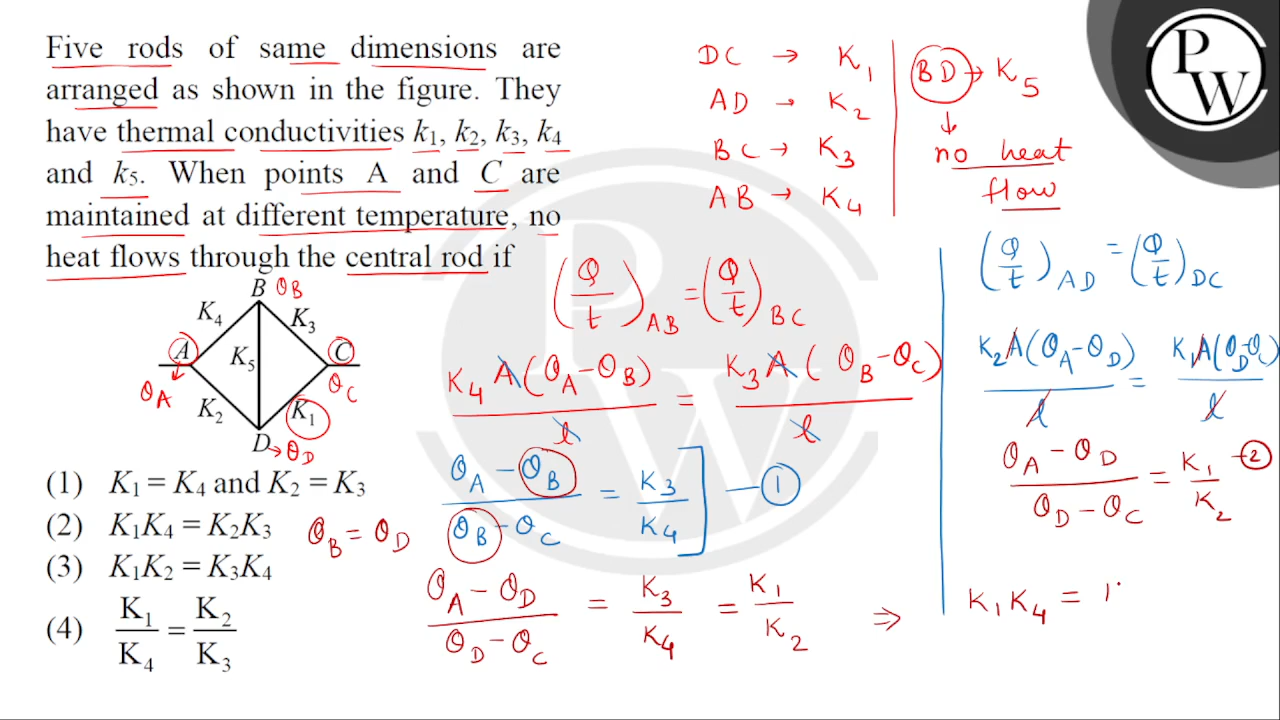 Five rods of same dimensions are
arranged as shown in the figure. They
have thermal conductivities k₁, k₂, k₃, k₄
and k₅. When points A and C are
maintained at different temperature, no
heat flows through the central rod if
B θB
K₄ K₃
A K₅ C
θA θC
K₂ K₁
D→θD
(1) K₁ = K₄ and K₂ = K₃
(2) K₁K₄ = K₂K₃
(3) K₁K₂ = K₃K₄
(4) K₁/K₄ = K₂/K₃
θB = θD
DC → K₁
AD → K₂
BC → K₃
AB → K₄
BD → K₅
↓
no heat
flow
(Q/t)AB = (Q/t)BC
K₄A(θA−θB)/l = K₃A(θB−θC)/l
(θA−θB)/(θB−θC) = K₃/K₄ — 1
(θA−θD)/(θD−θC) = K₃/K₄ = K₁/K₂ ⇒
(Q/t)AD = (Q/t)DC
K₂A(θA−θD)/l = K₁A(θD−θC)/l
(θA−θD)/(θD−θC) = K₁/K₂ — 2
K₁K₄ =
P
W
P
W